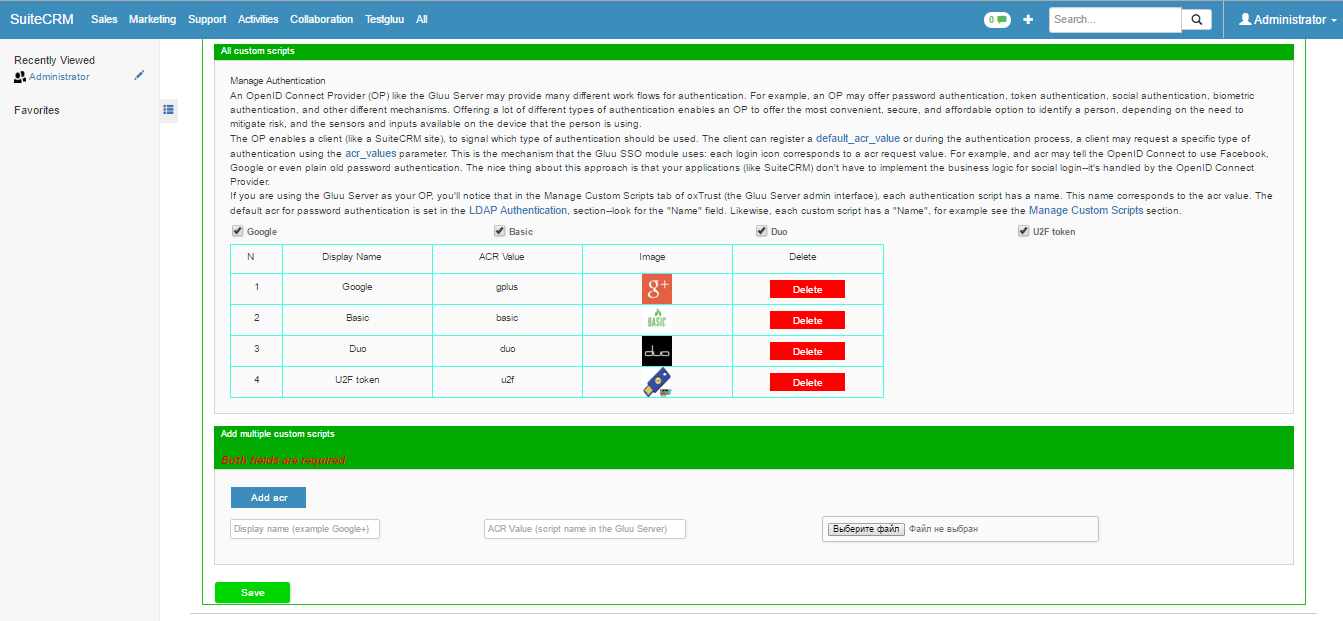 SuiteCRM Sales Marketing Support Activities Collaboration Testgluu All 0 Search... Administrator
Recently Viewed
Administrator
Favorites
All custom scripts
Manage Authentication
An OpenID Connect Provider (OP) like the Gluu Server may provide many different work flows for authentication. For example, an OP may offer password authentication, token authentication, social authentication, biometric
authentication, and other different mechanisms. Offering a lot of different types of authentication enables an OP to offer the most convenient, secure, and affordable option to identify a person, depending on the need to
mitigate risk, and the sensors and inputs available on the device that the person is using.
The OP enables a client (like a SuiteCRM site), to signal which type of authentication should be used. The client can register a default_acr_value or during the authentication process, a client may request a specific type of
authentication using the acr_values parameter. This is the mechanism that the Gluu SSO module uses: each login icon corresponds to a acr request value. For example, and acr may tell the OpenID Connect to use Facebook,
Google or even plain old password authentication. The nice thing about this approach is that your applications (like SuiteCRM) don't have to implement the business logic for social login--it's handled by the OpenID Connect
Provider.
If you are using the Gluu Server as your OP, you'll notice that in the Manage Custom Scripts tab of oxTrust (the Gluu Server admin interface), each authentication script has a name. This name corresponds to the acr value. The
default acr for password authentication is set in the LDAP Authentication, section--look for the "Name" field. Likewise, each custom script has a "Name", for example see the Manage Custom Scripts section.
Google Basic Duo U2F token
N Display Name ACR Value Image Delete
1 Google gplus g+ Delete
2 Basic basic BASIC Delete
3 Duo duo duo Delete
4 U2F token u2f Delete
Add multiple custom scripts
Both fields are required
Add acr
Display name (example Google+) ACR Value (script name in the Gluu Server) Выберите файл Файл не выбран
Save